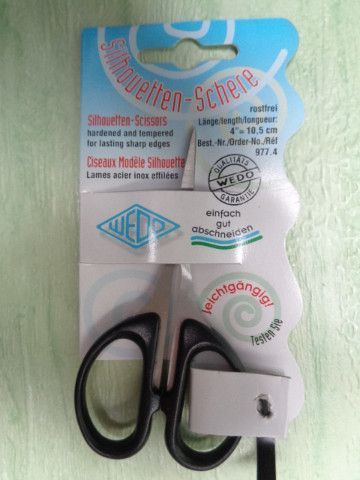 Silhouetten-Schere
rostfrei
Länge/length/longueur:
4"= 10,5 cm
Best.-Nr./Order-No./Réf
977.4
Silhouetten-Scissors
hardened and tempered
for lasting sharp edges
Ciseaux Modèle Silhouette
Lames acier inox effilées
QUALITÄTS
WEDO
GARANTIE
WEDO
einfach
gut
abschneiden
leichtgängig!
Testen Sie